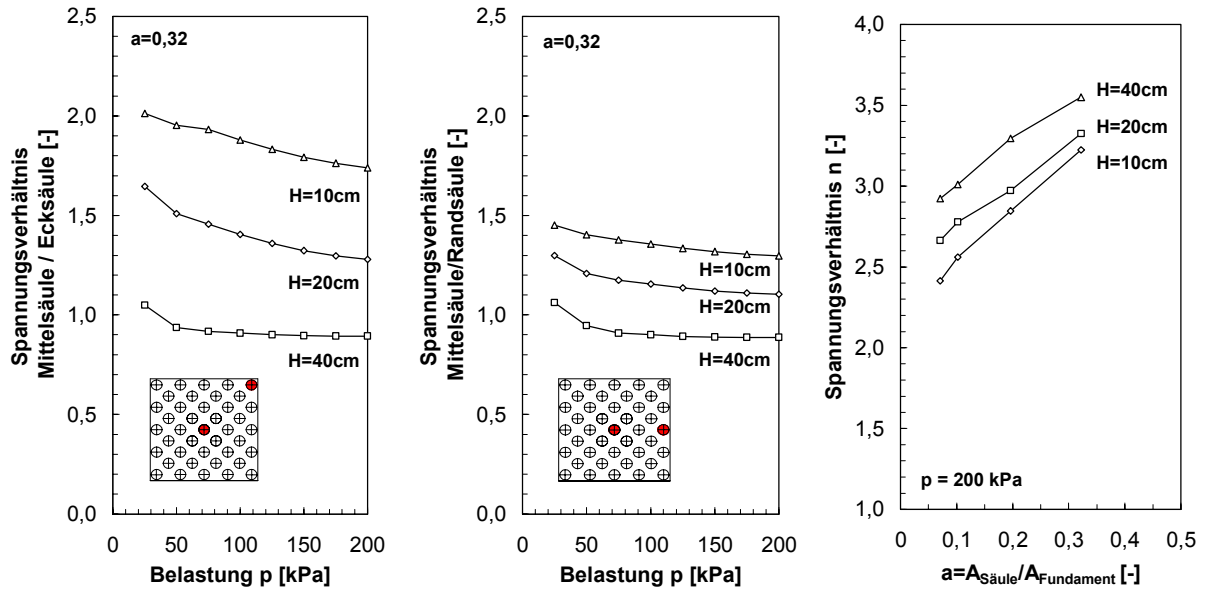 Spannungsverhältnis
Mittelsäule / Ecksäule [-]
2,5
2,0
1,5
1,0
0,5
0,0
a=0,32
H=10cm
H=20cm
H=40cm
0 50 100 150 200
Belastung p [kPa]
Spannungsverhältnis
Mittelsäule/Randsäule [-]
2,5
2,0
1,5
1,0
0,5
0,0
a=0,32
H=10cm
H=20cm
H=40cm
0 50 100 150 200
Belastung p [kPa]
Spannungsverhältnis n [-]
4,0
3,5
3,0
2,5
2,0
1,5
1,0
H=40cm
H=20cm
H=10cm
p = 200 kPa
0 0,1 0,2 0,3 0,4 0,5
a=ASäule/AFundament [-]